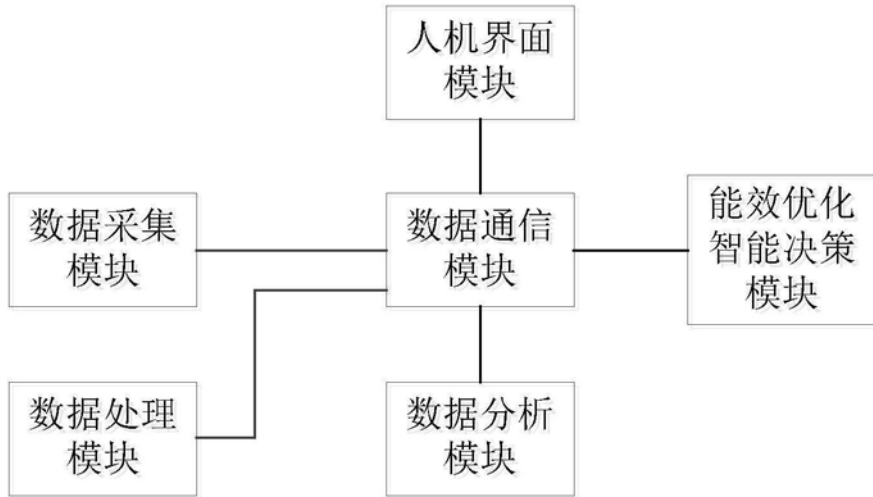 人机界面
模块
数据采集
模块
数据通信
模块
能效优化
智能决策
模块
数据处理
模块
数据分析
模块